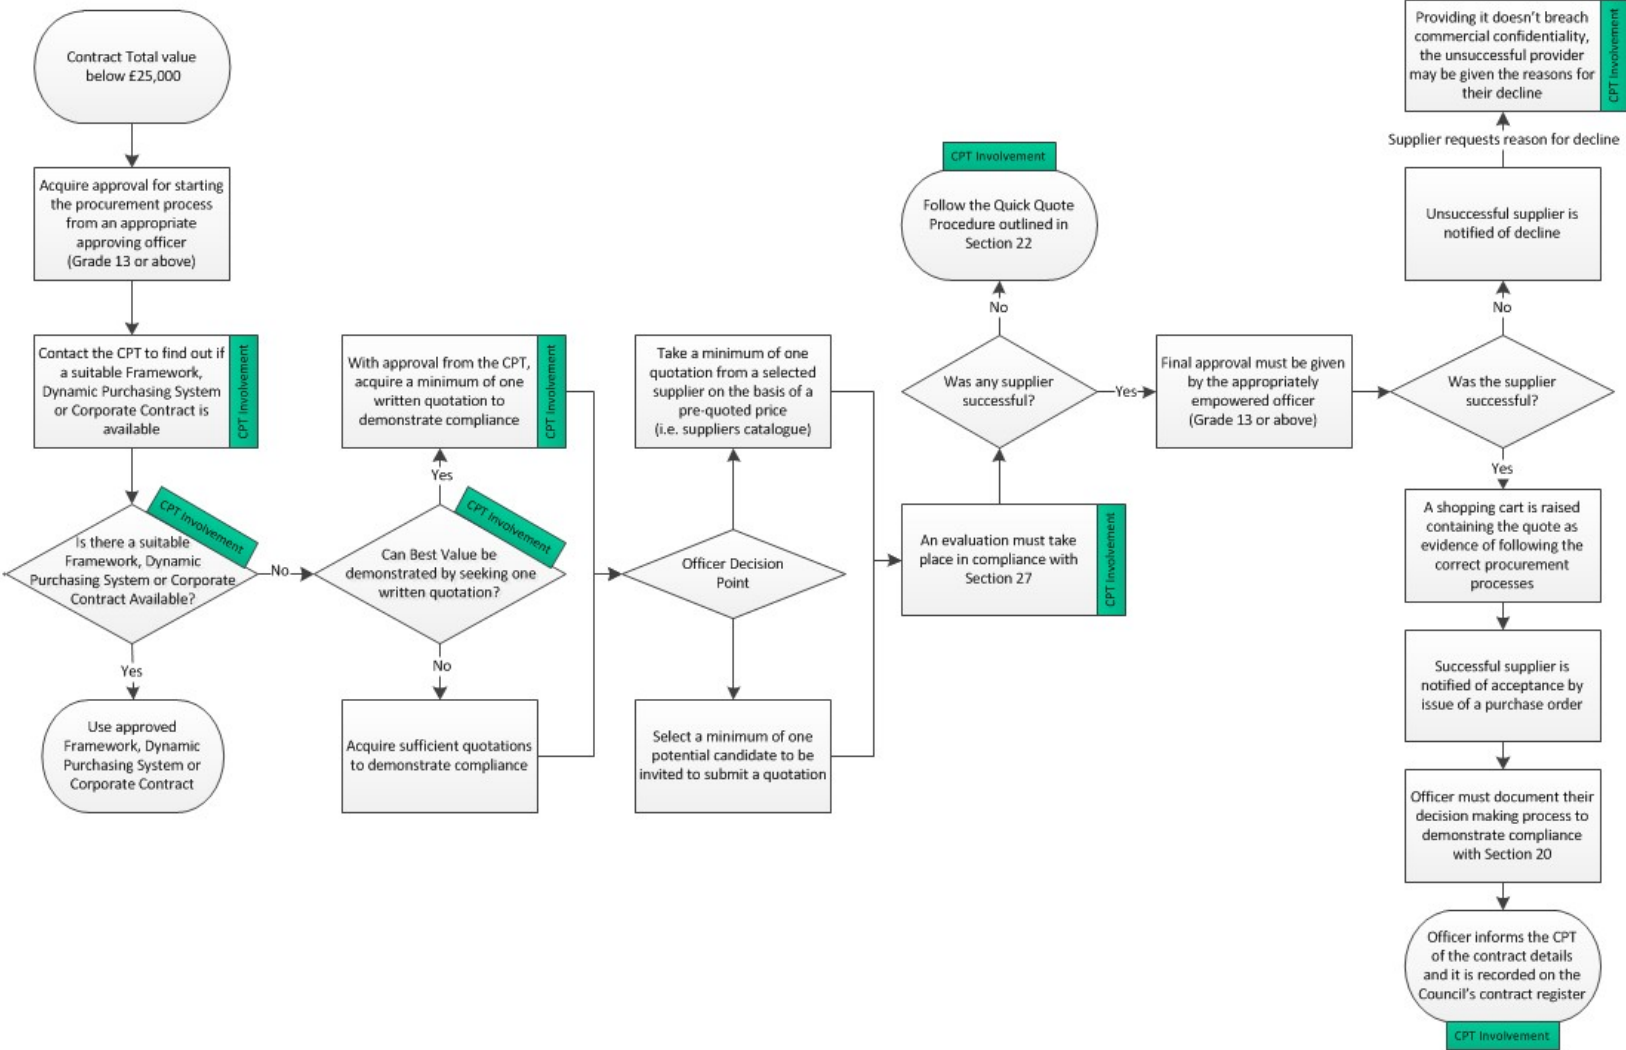 Contract Total value
below £25,000
Acquire approval for starting
the procurement process
from an appropriate
approving officer
(Grade 13 or above)
Contact the CPT to find out if
a suitable Framework,
Dynamic Purchasing System
or Corporate Contract is
available
CPT Involvement
CPT Involvement
Is there a suitable
Framework, Dynamic
Purchasing System or Corporate
Contract Available?
No
Yes
Use approved
Framework, Dynamic
Purchasing System or
Corporate Contract
With approval from the CPT,
acquire a minimum of one
written quotation to
demonstrate compliance
CPT Involvement
Yes
CPT Involvement
Can Best Value be
demonstrated by seeking one
written quotation?
No
Acquire sufficient quotations
to demonstrate compliance
Take a minimum of one
quotation from a selected
supplier on the basis of a
pre-quoted price
(i.e. suppliers catalogue)
Officer Decision
Point
Select a minimum of one
potential candidate to be
invited to submit a quotation
CPT Involvement
Follow the Quick Quote
Procedure outlined in
Section 22
No
Was any supplier
successful?
Yes
An evaluation must take
place in compliance with
Section 27
CPT Involvement
Final approval must be given
by the appropriately
empowered officer
(Grade 13 or above)
Providing it doesn't breach
commercial confidentiality,
the unsuccessful provider
may be given the reasons for
their decline
CPT Involvement
Supplier requests reason for decline
Unsuccessful supplier is
notified of decline
No
Was the supplier
successful?
Yes
A shopping cart is raised
containing the quote as
evidence of following the
correct procurement
processes
Successful supplier is
notified of acceptance by
issue of a purchase order
Officer must document their
decision making process to
demonstrate compliance
with Section 20
Officer informs the CPT
of the contract details
and it is recorded on the
Council's contract register
CPT Involvement